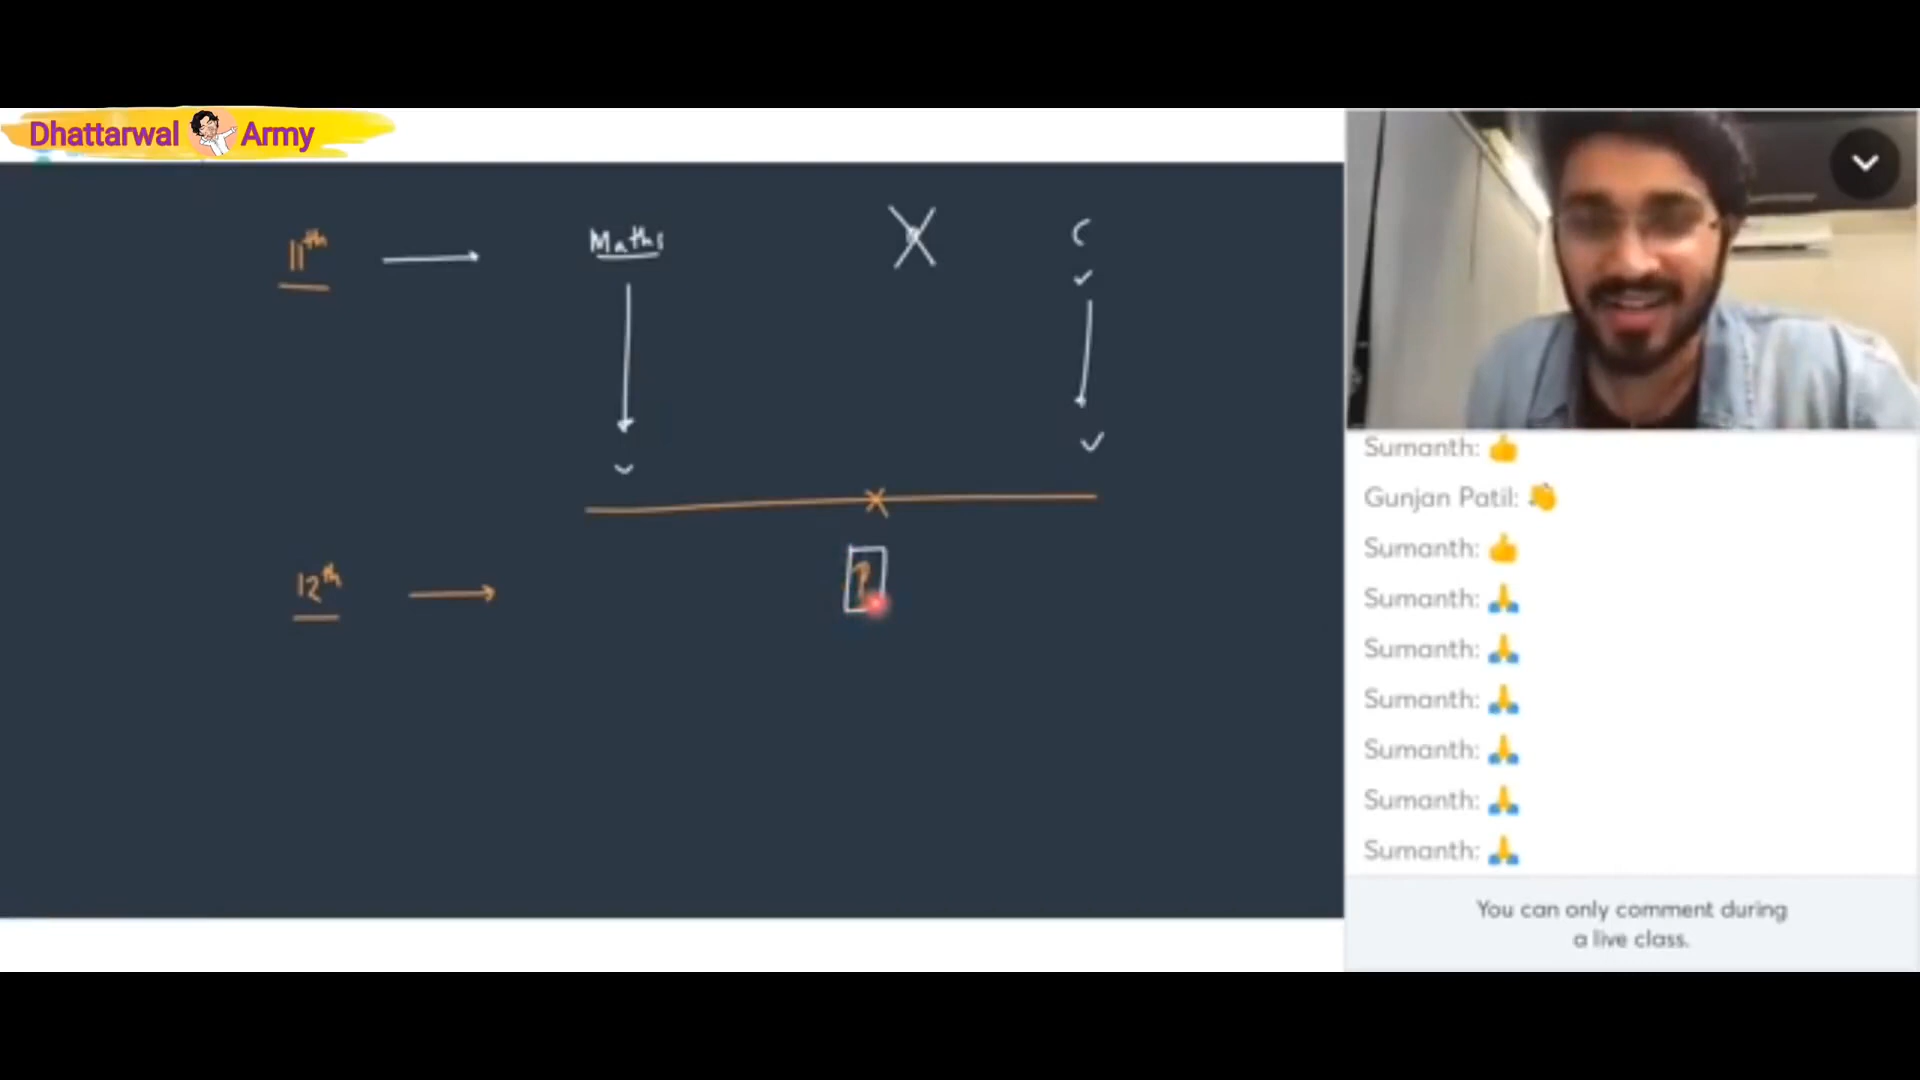 Dhattarwal Army
11th → Maths C
12th → ?
Sumanth: 👍
Gunjan Patil: 👏
Sumanth: 👍
Sumanth: 🙏
Sumanth: 🙏
Sumanth: 🙏
Sumanth: 🙏
Sumanth: 🙏
Sumanth: 🙏
You can only comment during
a live class.